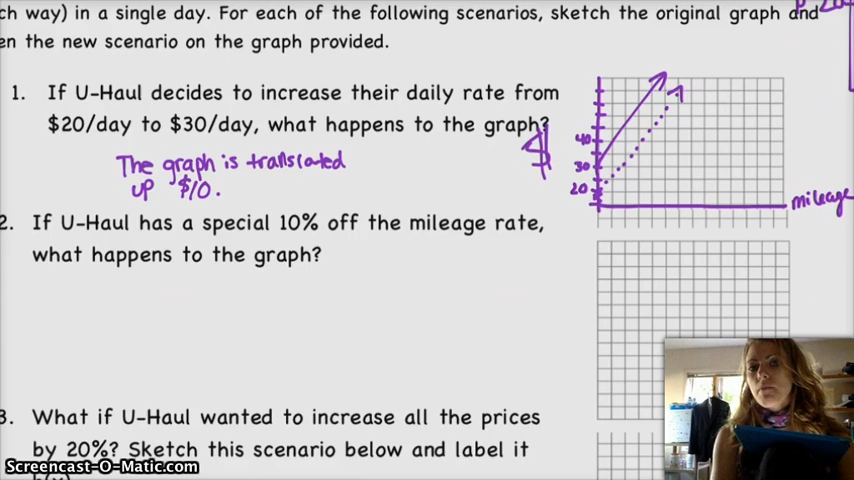 ch way) in a single day. For each of the following scenarios, sketch the original graph and
en the new scenario on the graph provided.
1. If U-Haul decides to increase their daily rate from
$20/day to $30/day, what happens to the graph?
The graph is translated
up $10.
$
40
30
20
mileage
2. If U-Haul has a special 10% off the mileage rate,
what happens to the graph?
3. What if U-Haul wanted to increase all the prices
by 20%? Sketch this scenario below and label it
Screencast-O-Matic.com